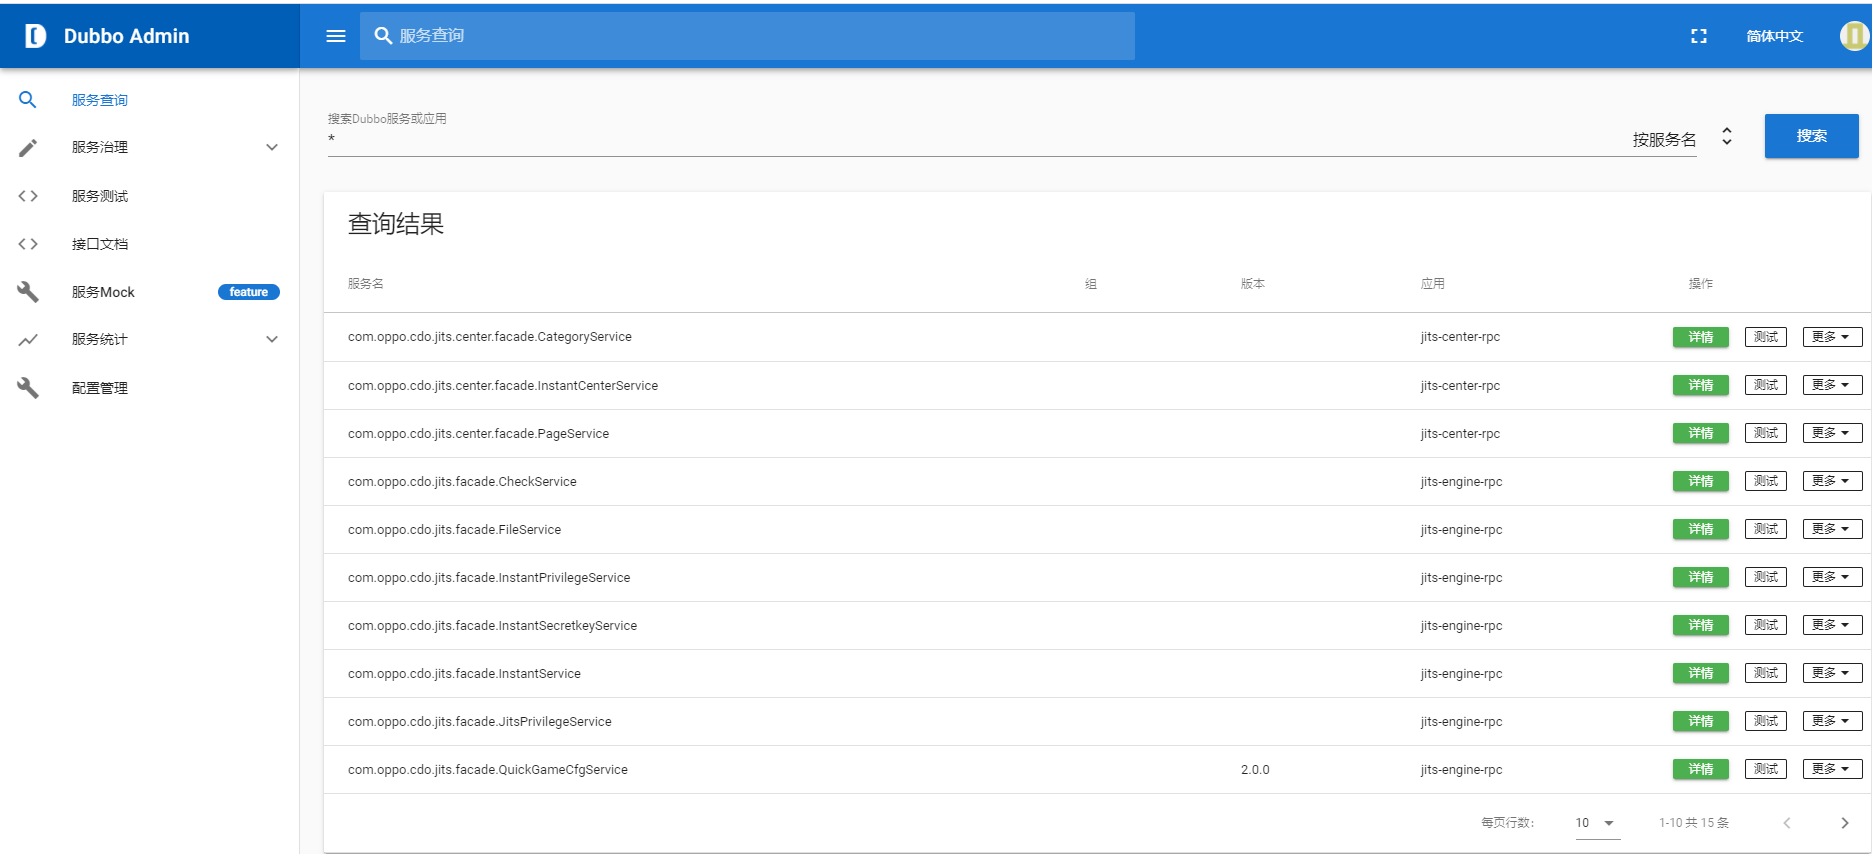 Dubbo Admin
服务查询
简体中文
服务查询
服务治理
服务测试
接口文档
服务Mock
feature
服务统计
配置管理
搜索Dubbo服务或应用
*
按服务名
搜索
查询结果
服务名 组 版本 应用 操作
com.oppo.cdo.jits.center.facade.CategoryService jits-center-rpc 详情 测试 更多
com.oppo.cdo.jits.center.facade.InstantCenterService jits-center-rpc 详情 测试 更多
com.oppo.cdo.jits.center.facade.PageService jits-center-rpc 详情 测试 更多
com.oppo.cdo.jits.facade.CheckService jits-engine-rpc 详情 测试 更多
com.oppo.cdo.jits.facade.FileService jits-engine-rpc 详情 测试 更多
com.oppo.cdo.jits.facade.InstantPrivilegeService jits-engine-rpc 详情 测试 更多
com.oppo.cdo.jits.facade.InstantSecretkeyService jits-engine-rpc 详情 测试 更多
com.oppo.cdo.jits.facade.InstantService jits-engine-rpc 详情 测试 更多
com.oppo.cdo.jits.facade.JitsPrivilegeService jits-engine-rpc 详情 测试 更多
com.oppo.cdo.jits.facade.QuickGameCfgService 2.0.0 jits-engine-rpc 详情 测试 更多
每页行数: 10 1-10 共 15 条